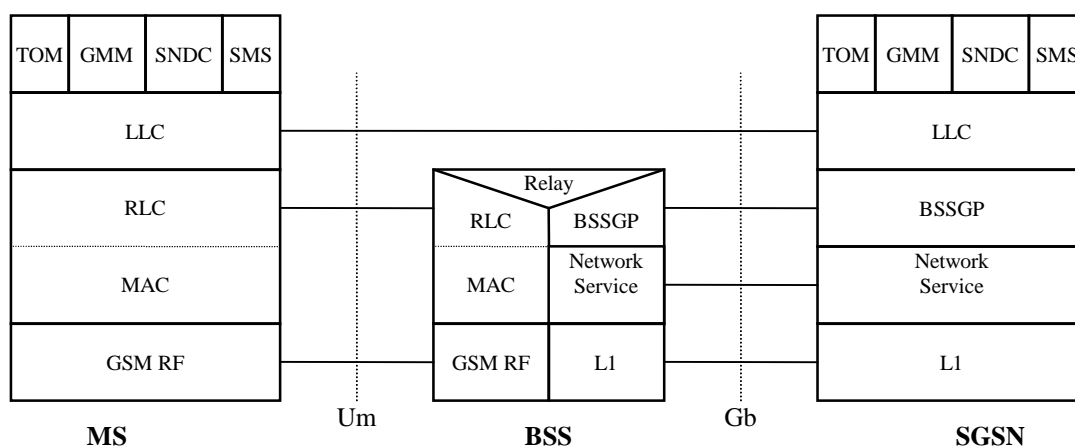 TOM GMM SNDC SMS
TOM GMM SNDC SMS
LLC
LLC
Relay
RLC
RLC
BSSGP
BSSGP
MAC
MAC
Network
Service
Network
Service
GSM RF
GSM RF
L1
L1
Um
Gb
MS
BSS
SGSN